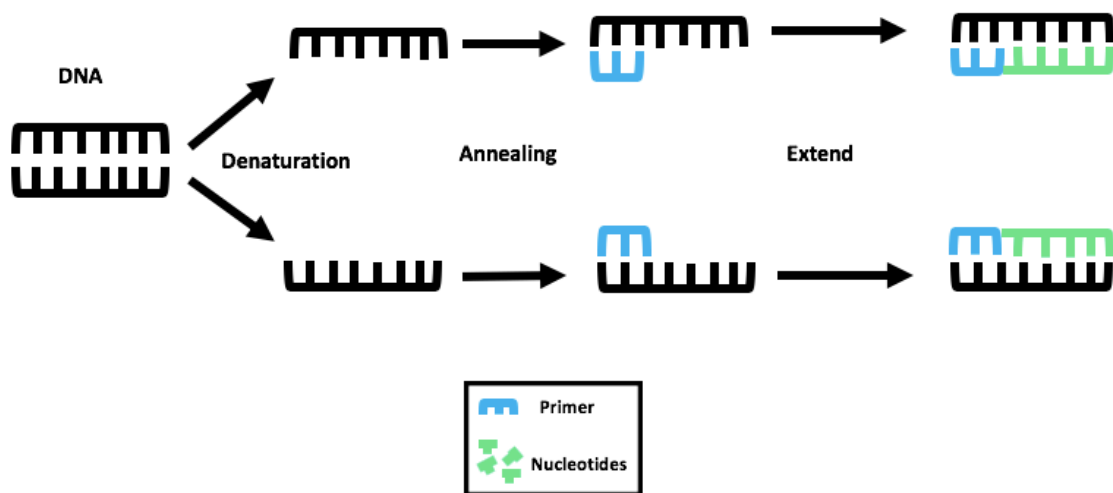 DNA
Denaturation
Annealing
Extend
Primer
Nucleotides